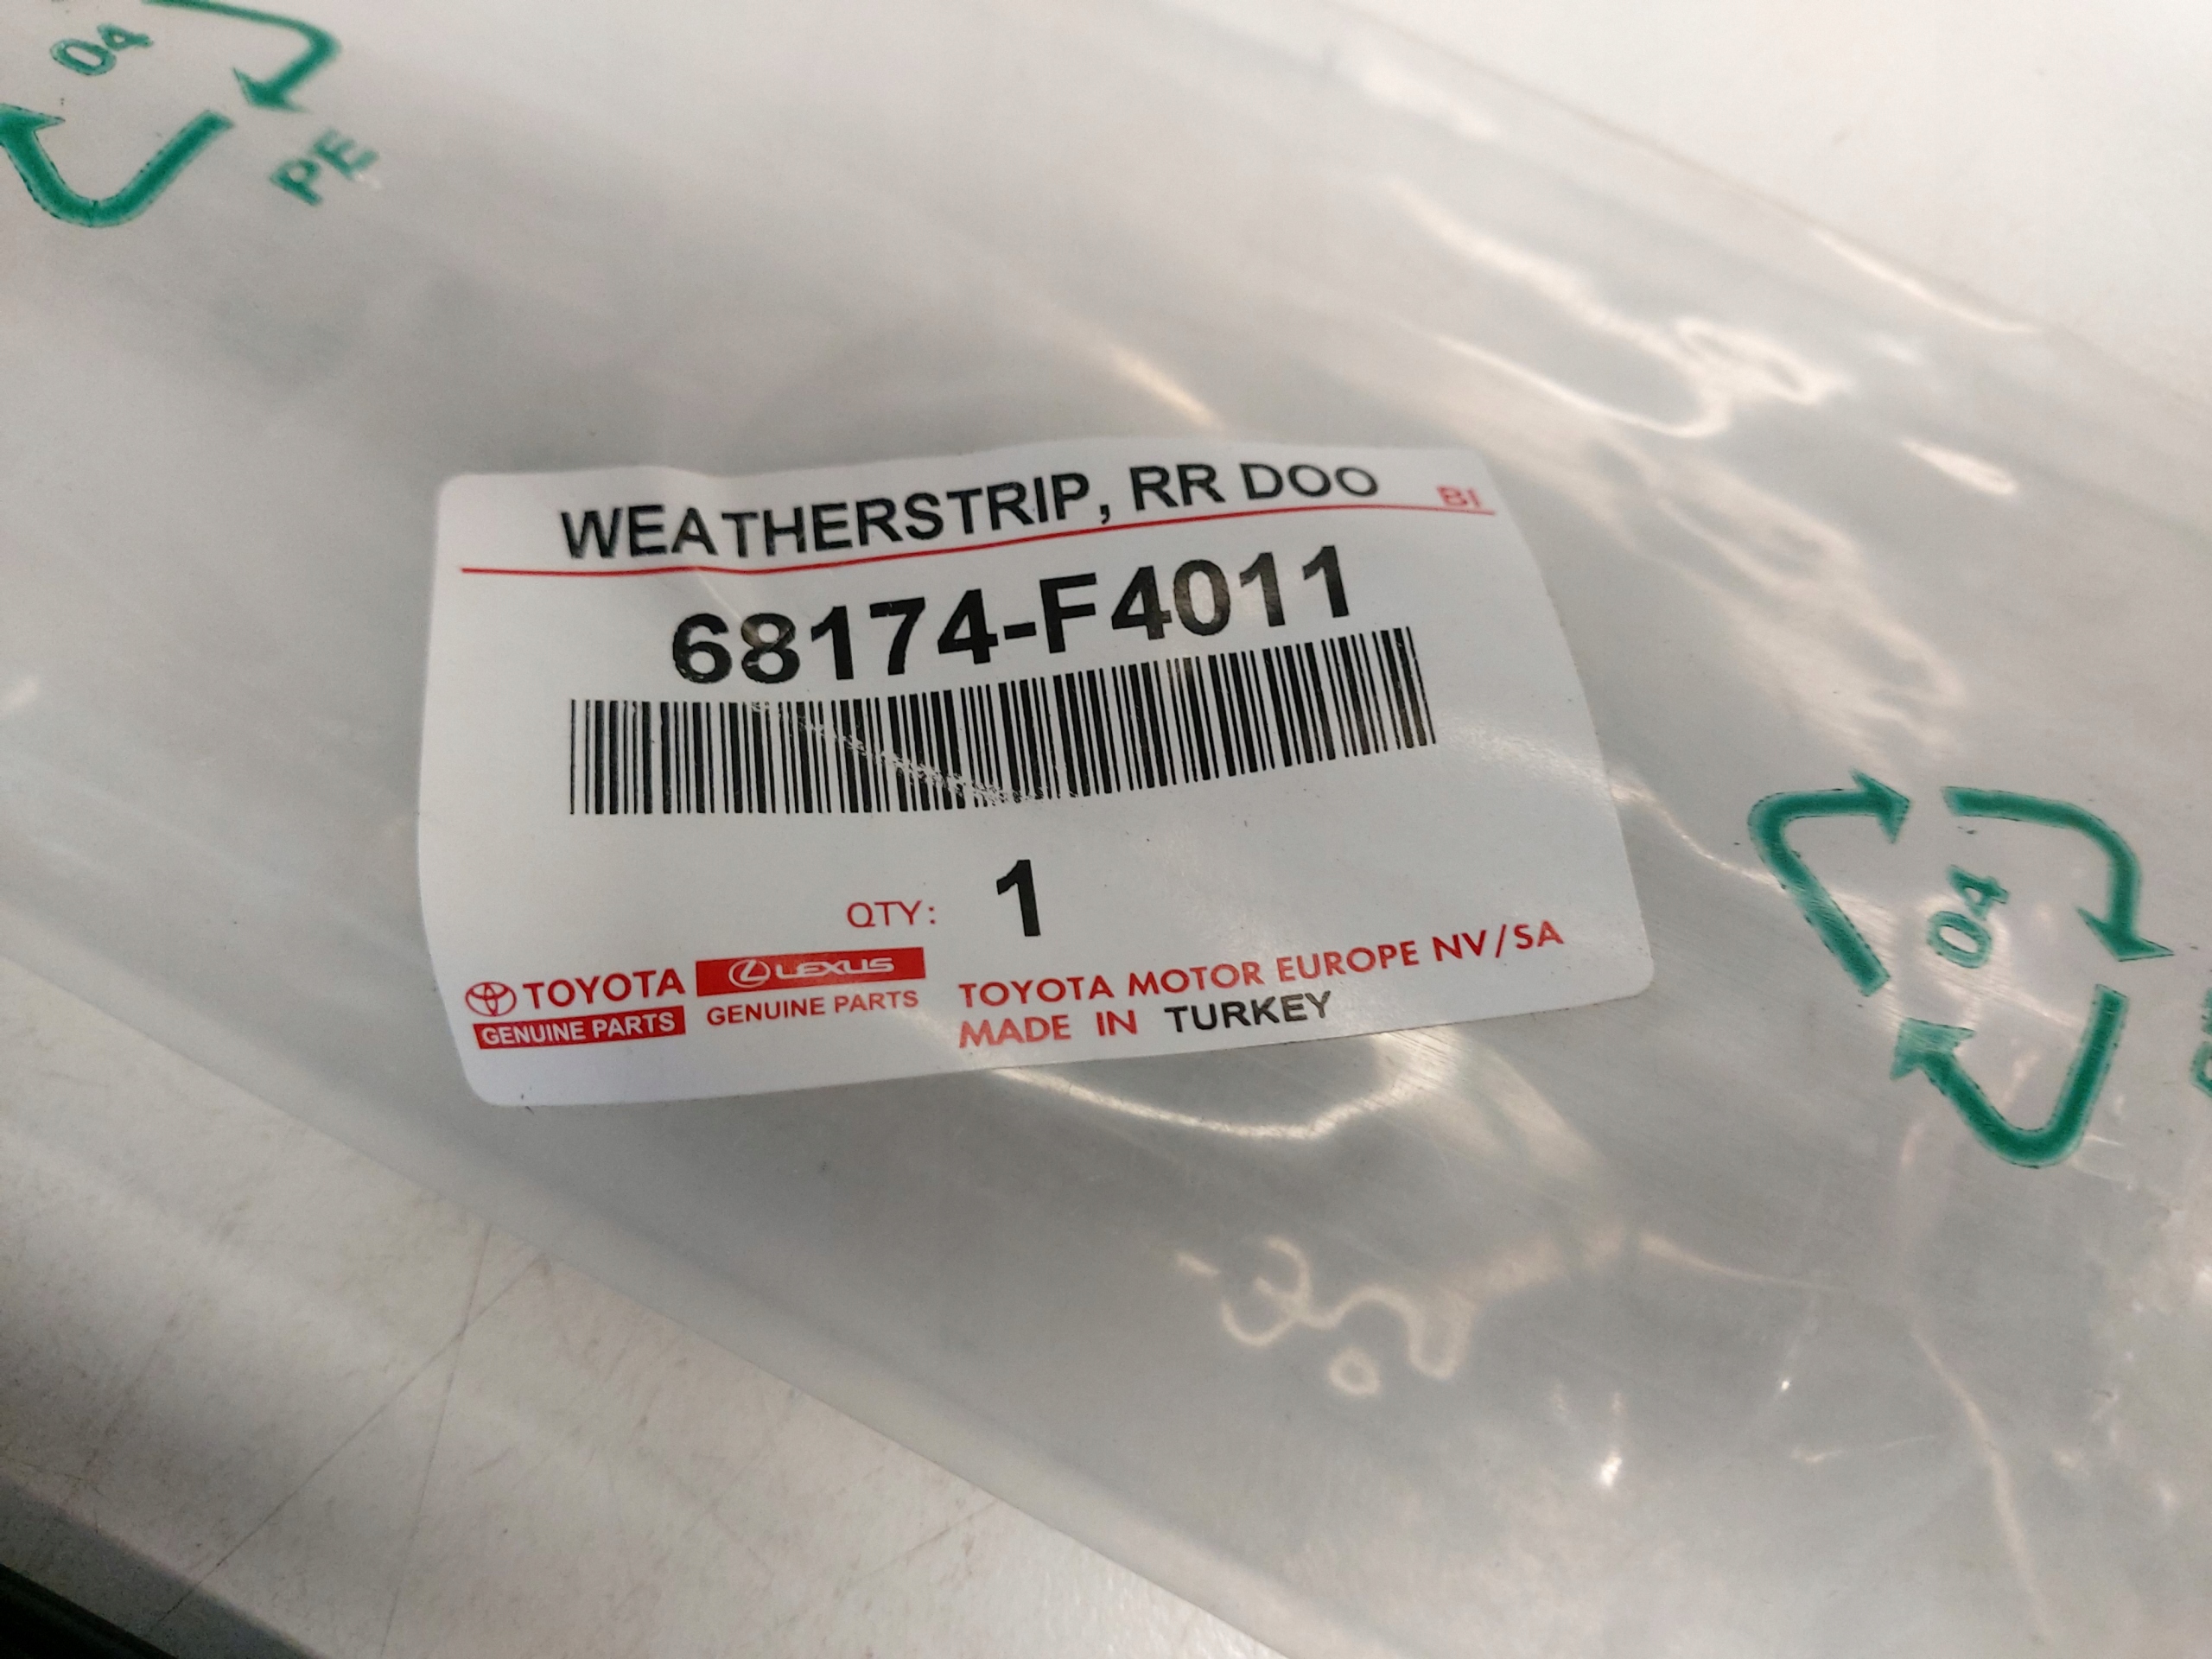 04
PE
WEATHERSTRIP, RR DOO
BI
68174-F4011
QTY: 1
TOYOTA
GENUINE PARTS
LEXUS
GENUINE PARTS
TOYOTA MOTOR EUROPE NV/SA
MADE IN TURKEY
04